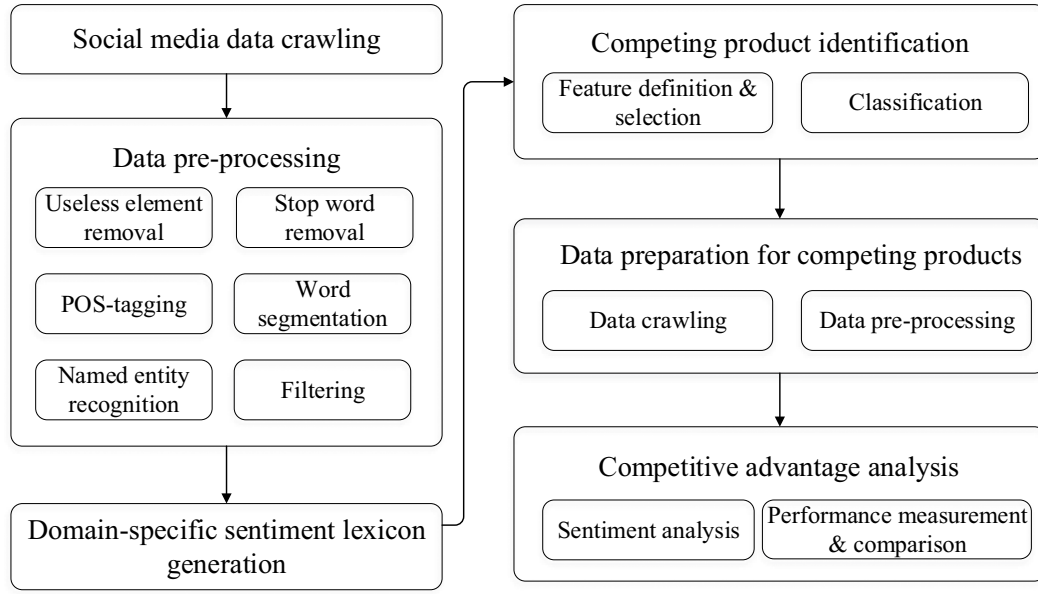 Social media data crawling
Data pre-processing
Useless element
removal
Stop word
removal
POS-tagging
Word
segmentation
Named entity
recognition
Filtering
Domain-specific sentiment lexicon
generation
Competing product identification
Feature definition &
selection
Classification
Data preparation for competing products
Data crawling
Data pre-processing
Competitive advantage analysis
Sentiment analysis
Performance measurement
& comparison